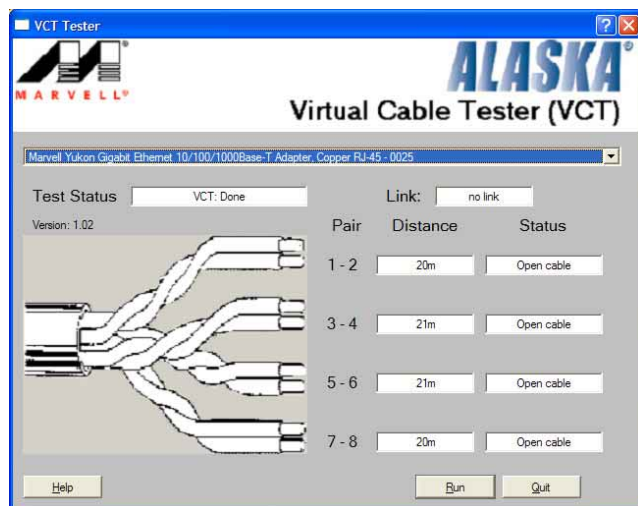 VCT Tester
MARVELL®
ALASKA®
Virtual Cable Tester (VCT)
Marvell Yukon Gigabit Ethernet 10/100/1000Base-T Adapter, Copper RJ-45 - 0025
Test Status VCT: Done Link: no link
Version: 1.02
Pair Distance Status
1 - 2 20m Open cable
3 - 4 21m Open cable
5 - 6 21m Open cable
7 - 8 20m Open cable
Help Run Quit